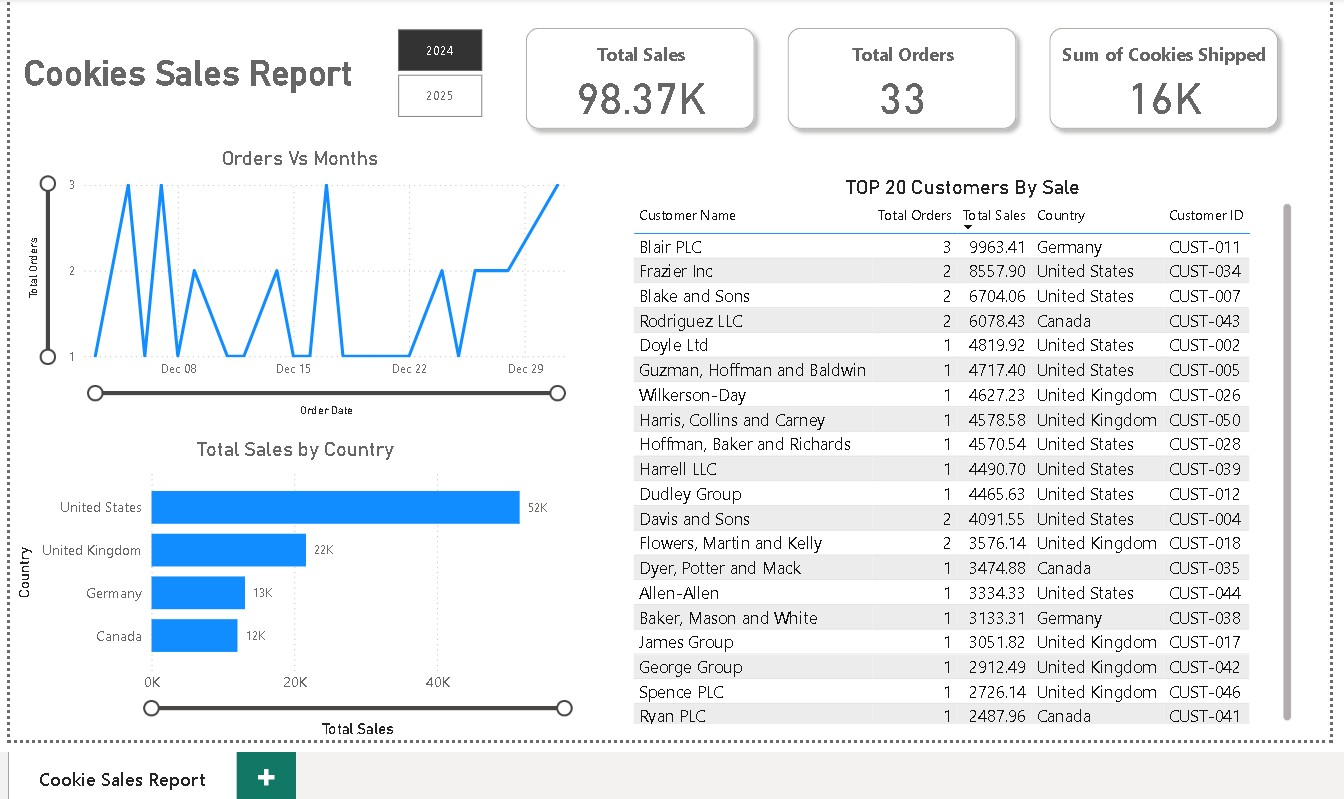 Cookies Sales Report
2024
2025
Total Sales
98.37K
Total Orders
33
Sum of Cookies Shipped
16K
Orders Vs Months
Total Orders
3
2
1
Dec 08 Dec 15 Dec 22 Dec 29
Order Date
Total Sales by Country
Country
United States 52K
United Kingdom 22K
Germany 13K
Canada 12K
0K 20K 40K
Total Sales
TOP 20 Customers By Sale
Customer Name Total Orders Total Sales Country Customer ID
Blair PLC 3 9963.41 Germany CUST-011
Frazier Inc 2 8557.90 United States CUST-034
Blake and Sons 2 6704.06 United States CUST-007
Rodriguez LLC 2 6078.43 Canada CUST-043
Doyle Ltd 1 4819.92 United States CUST-002
Guzman, Hoffman and Baldwin 1 4717.40 United States CUST-005
Wilkerson-Day 1 4627.23 United Kingdom CUST-026
Harris, Collins and Carney 1 4578.58 United Kingdom CUST-050
Hoffman, Baker and Richards 1 4570.54 United States CUST-028
Harrell LLC 1 4490.70 United States CUST-039
Dudley Group 1 4465.63 United States CUST-012
Davis and Sons 2 4091.55 United States CUST-004
Flowers, Martin and Kelly 2 3576.14 United Kingdom CUST-018
Dyer, Potter and Mack 1 3474.88 Canada CUST-035
Allen-Allen 1 3334.33 United States CUST-044
Baker, Mason and White 1 3133.31 Germany CUST-038
James Group 1 3051.82 United Kingdom CUST-017
George Group 1 2912.49 United Kingdom CUST-042
Spence PLC 1 2726.14 United Kingdom CUST-046
Ryan PLC 1 2487.96 Canada CUST-041
Cookie Sales Report
+